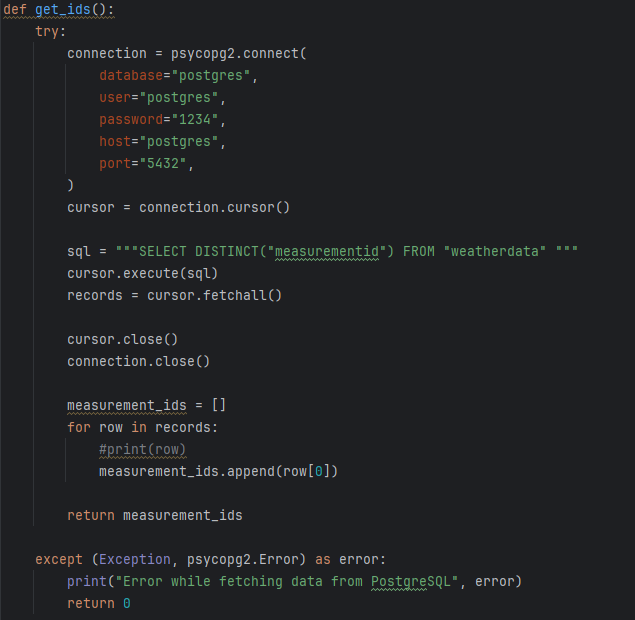 def get_ids():
    try:
        connection = psycopg2.connect(
            database="postgres",
            user="postgres",
            password="1234",
            host="postgres",
            port="5432",
        )
        cursor = connection.cursor()

        sql = """SELECT DISTINCT("measurementid") FROM "weatherdata" """
        cursor.execute(sql)
        records = cursor.fetchall()

        cursor.close()
        connection.close()

        measurement_ids = []
        for row in records:
            #print(row)
            measurement_ids.append(row[0])

        return measurement_ids

    except (Exception, psycopg2.Error) as error:
        print("Error while fetching data from PostgreSQL", error)
        return 0